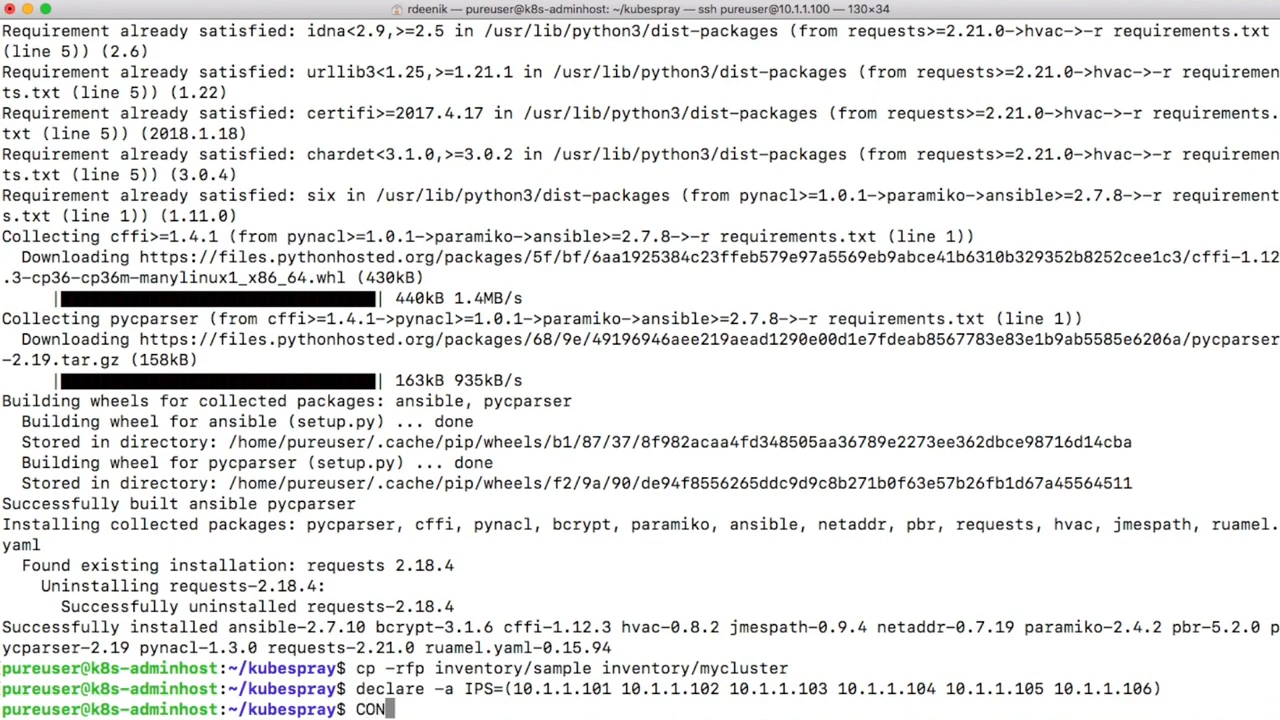 rdeenik — pureuser@k8s-adminhost: ~/kubespray — ssh pureuser@10.1.1.100 — 130×34
Requirement already satisfied: idna<2.9,>=2.5 in /usr/lib/python3/dist-packages (from requests>=2.21.0->hvac->-r requirements.txt
(line 5)) (2.6)
Requirement already satisfied: urllib3<1.25,>=1.21.1 in /usr/lib/python3/dist-packages (from requests>=2.21.0->hvac->-r requiremen
ts.txt (line 5)) (1.22)
Requirement already satisfied: certifi>=2017.4.17 in /usr/lib/python3/dist-packages (from requests>=2.21.0->hvac->-r requirements.
txt (line 5)) (2018.1.18)
Requirement already satisfied: chardet<3.1.0,>=3.0.2 in /usr/lib/python3/dist-packages (from requests>=2.21.0->hvac->-r requiremen
ts.txt (line 5)) (3.0.4)
Requirement already satisfied: six in /usr/lib/python3/dist-packages (from pynacl>=1.0.1->paramiko->ansible>=2.7.8->-r requirement
s.txt (line 1)) (1.11.0)
Collecting cffi>=1.4.1 (from pynacl>=1.0.1->paramiko->ansible>=2.7.8->-r requirements.txt (line 1))
  Downloading https://files.pythonhosted.org/packages/5f/bf/6aa1925384c23ffeb579e97a5569eb9abce41b6310b329352b8252cee1c3/cffi-1.12
.3-cp36-cp36m-manylinux1_x86_64.whl (430kB)
    |████████████████████████████████| 440kB 1.4MB/s
Collecting pycparser (from cffi>=1.4.1->pynacl>=1.0.1->paramiko->ansible>=2.7.8->-r requirements.txt (line 1))
  Downloading https://files.pythonhosted.org/packages/68/9e/49196946aee219aead1290e00d1e7fdeab8567783e83e1b9ab5585e6206a/pycparser
-2.19.tar.gz (158kB)
    |████████████████████████████████| 163kB 935kB/s
Building wheels for collected packages: ansible, pycparser
  Building wheel for ansible (setup.py) ... done
  Stored in directory: /home/pureuser/.cache/pip/wheels/b1/87/37/8f982acaa4fd348505aa36789e2273ee362dbce98716d14cba
  Building wheel for pycparser (setup.py) ... done
  Stored in directory: /home/pureuser/.cache/pip/wheels/f2/9a/90/de94f8556265ddc9d9c8b271b0f63e57b26fb1d67a45564511
Successfully built ansible pycparser
Installing collected packages: pycparser, cffi, pynacl, bcrypt, paramiko, ansible, netaddr, pbr, requests, hvac, jmespath, ruamel.
yaml
  Found existing installation: requests 2.18.4
    Uninstalling requests-2.18.4:
      Successfully uninstalled requests-2.18.4
Successfully installed ansible-2.7.10 bcrypt-3.1.6 cffi-1.12.3 hvac-0.8.2 jmespath-0.9.4 netaddr-0.7.19 paramiko-2.4.2 pbr-5.2.0 p
ycparser-2.19 pynacl-1.3.0 requests-2.21.0 ruamel.yaml-0.15.94
pureuser@k8s-adminhost:~/kubespray$ cp -rfp inventory/sample inventory/mycluster
pureuser@k8s-adminhost:~/kubespray$ declare -a IPS=(10.1.1.101 10.1.1.102 10.1.1.103 10.1.1.104 10.1.1.105 10.1.1.106)
pureuser@k8s-adminhost:~/kubespray$ CON